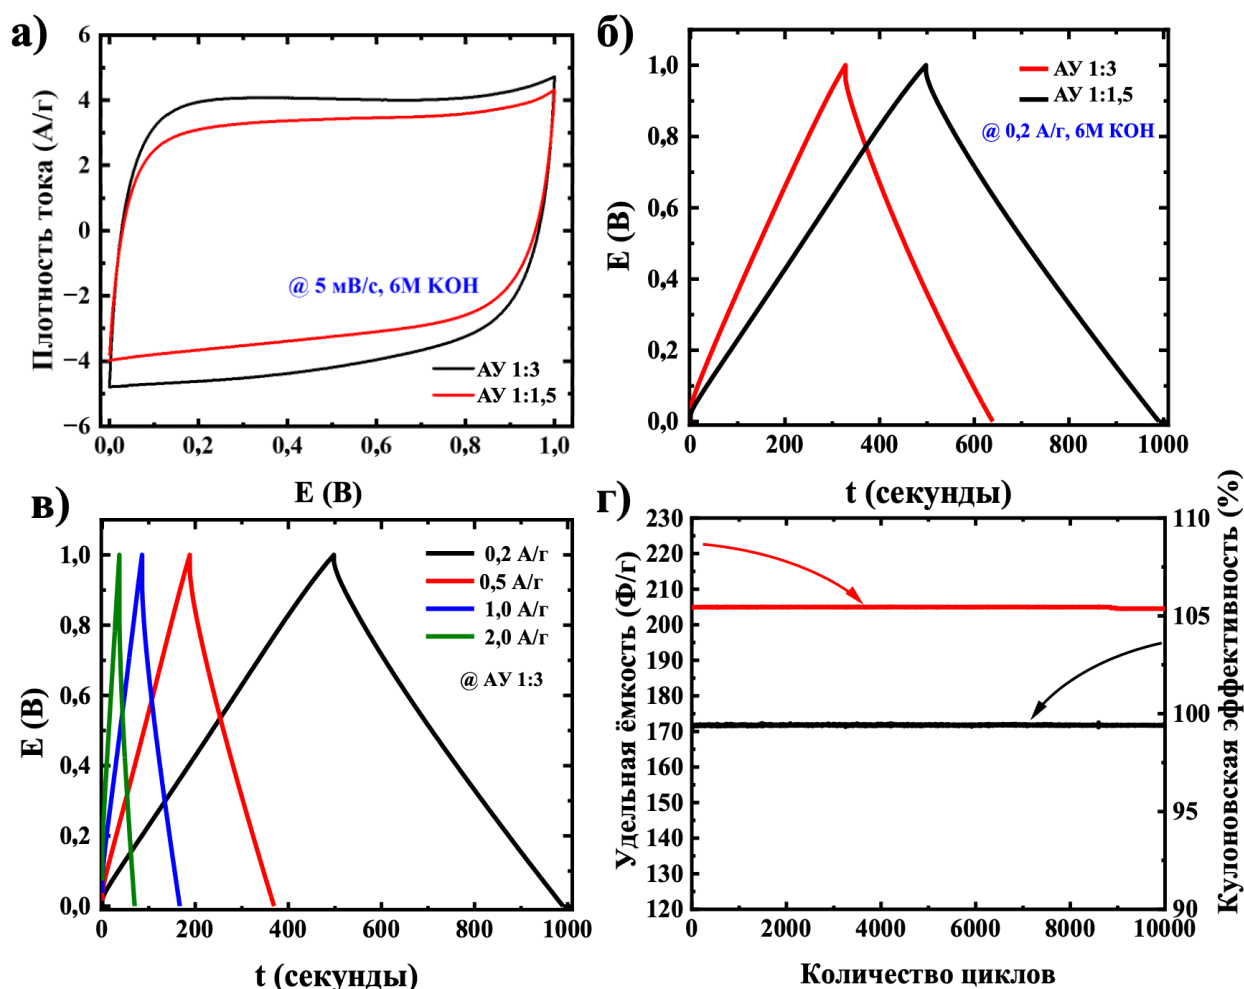 а)
6
4
2
0
−2
−4
−6
Плотность тока (А/г)
@ 5 мВ/с, 6М КОН
АУ 1:3
АУ 1:1,5
0,0 0,2 0,4 0,6 0,8 1,0
E (В)
б)
1,0
0,8
0,6
0,4
0,2
0,0
E (В)
АУ 1:3
АУ 1:1,5
@ 0,2 А/г, 6М КОН
0 200 400 600 800 1000
t (секунды)
в)
1,0
0,8
0,6
0,4
0,2
0,0
E (В)
0,2 А/г
0,5 А/г
1,0 А/г
2,0 А/г
@ АУ 1:3
0 200 400 600 800 1000
t (секунды)
г)
230
220
210
200
190
180
170
160
150
140
130
120
Удельная ёмкость (Ф/г)
110
105
99
95
90
Кулоновская эффективность (%)
0 2000 4000 6000 8000 10000
Количество циклов